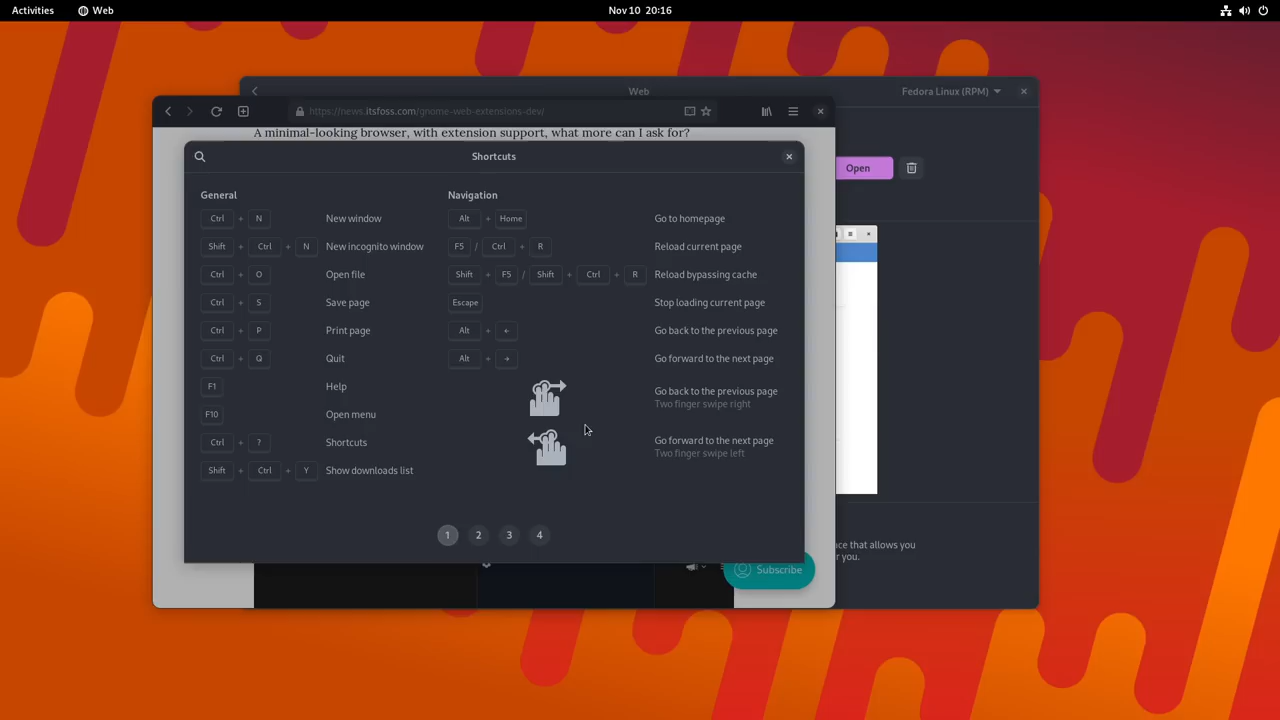 Activities
Web
Nov 10 20:16
Web
Fedora Linux (RPM)
https://news.itsfoss.com/gnome-web-extensions-dev/
A minimal-looking browser, with extension support, what more can I ask for?
Shortcuts
Open
General
Ctrl + N New window
Shift + Ctrl + N New incognito window
Ctrl + O Open file
Ctrl + S Save page
Ctrl + P Print page
Ctrl + Q Quit
F1 Help
F10 Open menu
Ctrl + ? Shortcuts
Shift + Ctrl + Y Show downloads list
Navigation
Alt + Home Go to homepage
F5 / Ctrl + R Reload current page
Shift + F5 / Shift + Ctrl + R Reload bypassing cache
Escape Stop loading current page
Alt + ← Go back to the previous page
Alt + → Go forward to the next page
Go back to the previous page
Two finger swipe right
Go forward to the next page
Two finger swipe left
1 2 3 4
ce that allows you
you.
Subscribe